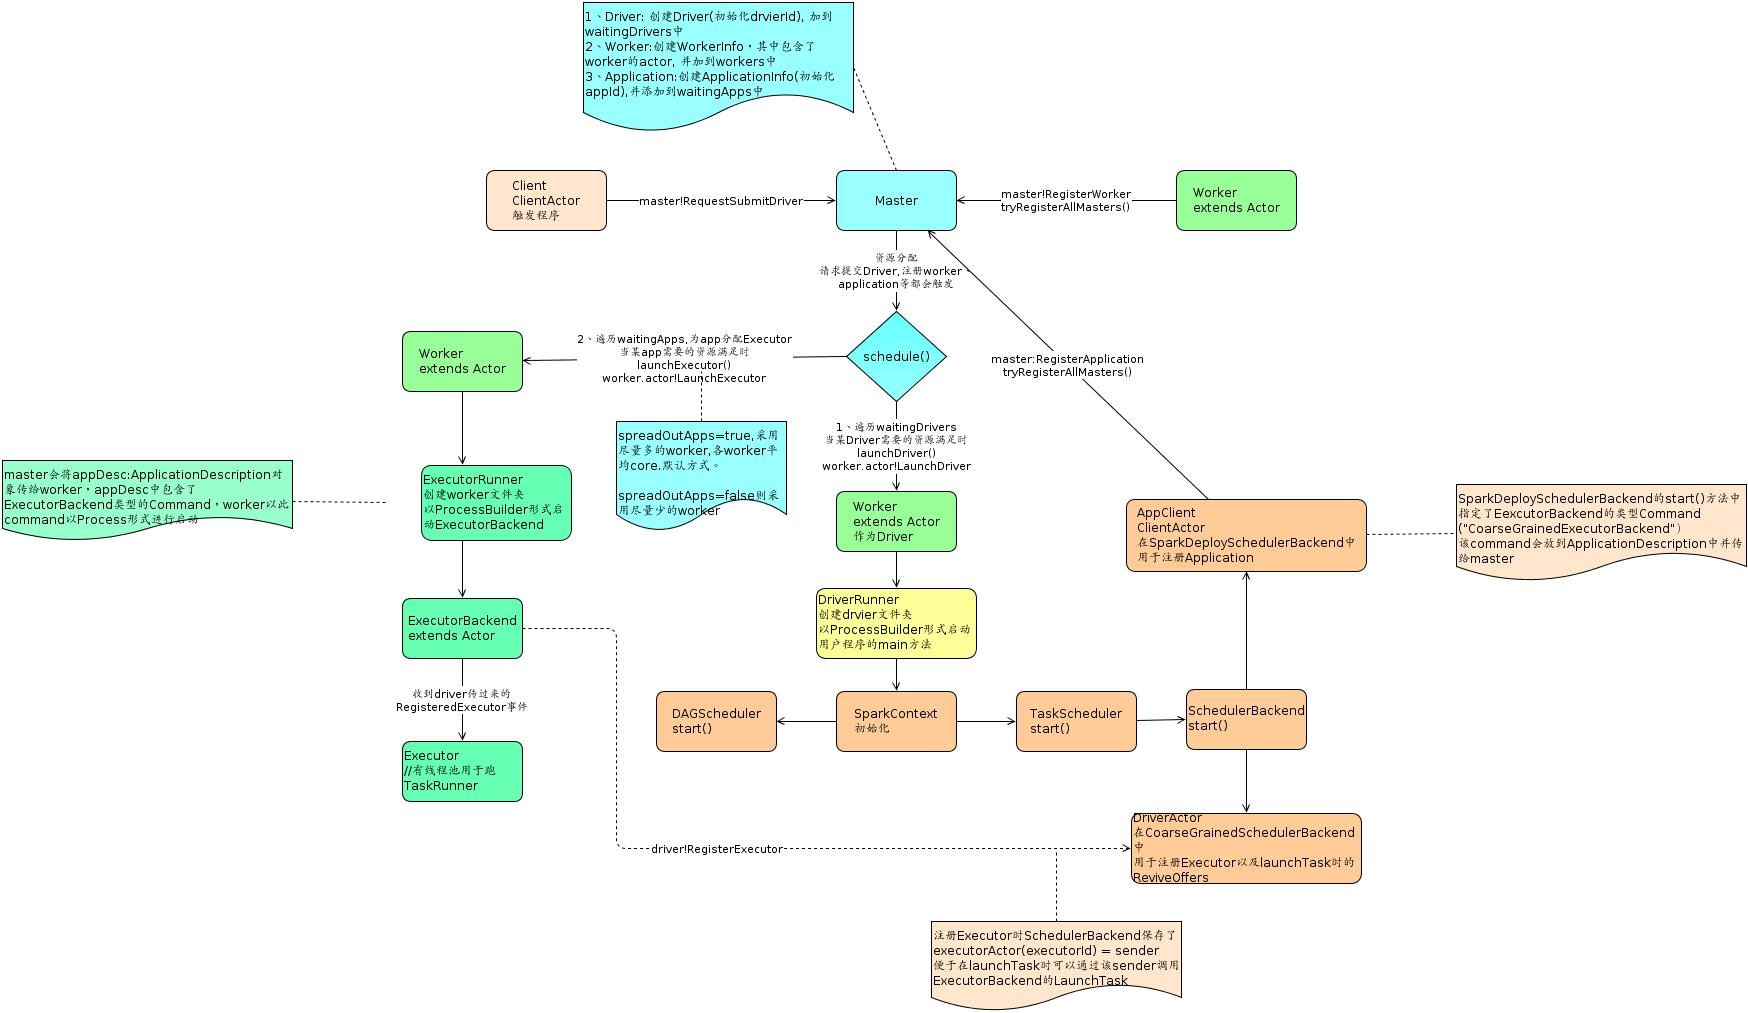 1、Driver: 创建Driver(初始化drvierId), 加到
waitingDrivers中
2、Worker:创建WorkerInfo，其中包含了
worker的actor, 并加到workers中
3、Application:创建ApplicationInfo(初始化
appId),并添加到waitingApps中
Client
ClientActor
触发程序
master!RequestSubmitDriver
Master
master!RegisterWorker
tryRegisterAllMasters()
Worker
extends Actor
资源分配
请求提交Driver,注册worker、
application等都会触发
schedule()
2、遍历waitingApps,为app分配Executor
当某app需要的资源满足时
launchExecutor()
worker.actor!LaunchExecutor
Worker
extends Actor
master:RegisterApplication
tryRegisterAllMasters()
spreadOutApps=true,采用
尽量多的worker,各worker平
均core.默认方式。
spreadOutApps=false则采
用尽量少的worker
1、遍历waitingDrivers
当某Driver需要的资源满足时
launchDriver()
worker.actor!LaunchDriver
master会将appDesc:ApplicationDescription对
象传给worker，appDesc中包含了
ExecutorBackend类型的Command，worker以此
command以Process形式进行启动
ExecutorRunner
创建worker文件夹
以ProcessBuilder形式启
动ExecutorBackend
Worker
extends Actor
作为Driver
AppClient
ClientActor
在SparkDeploySchedulerBackend中
用于注册Application
SparkDeploySchedulerBackend的start()方法中
指定了EexcutorBackend的类型Command
("CoarseGrainedExecutorBackend")
该command会放到ApplicationDescription中并传
给master
DriverRunner
创建drvier文件夹
以ProcessBuilder形式启动
用户程序的main方法
ExecutorBackend
extends Actor
收到driver传过来的
RegisteredExecutor事件
Executor
//有线程池用于跑
TaskRunner
DAGScheduler
start()
SparkContext
初始化
TaskScheduler
start()
SchedulerBackend
start()
driver!RegisterExecutor
DriverActor
在CoarseGrainedSchedulerBackend
中
用于注册Executor以及launchTask时的
ReviveOffers
注册Executor时SchedulerBackend保存了
executorActor(executorId) = sender
便于在launchTask时可以通过该sender调用
ExecutorBackend的LaunchTask